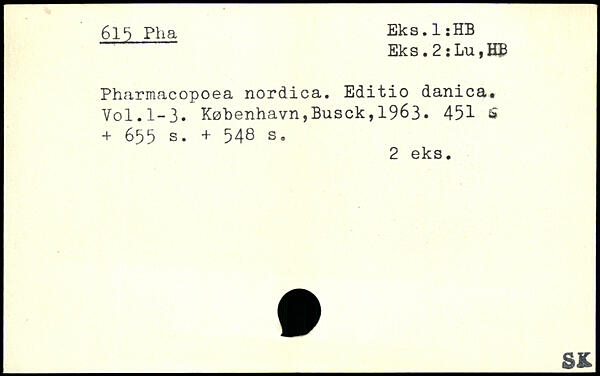 615 Pha
Eks.1:HB
Eks.2:Lu,HB
Pharmacopoea nordica. Editio danica.
Vol.1-3. København,Busck,1963. 451 s
+ 655 s. + 548 s.
2 eks.
SK